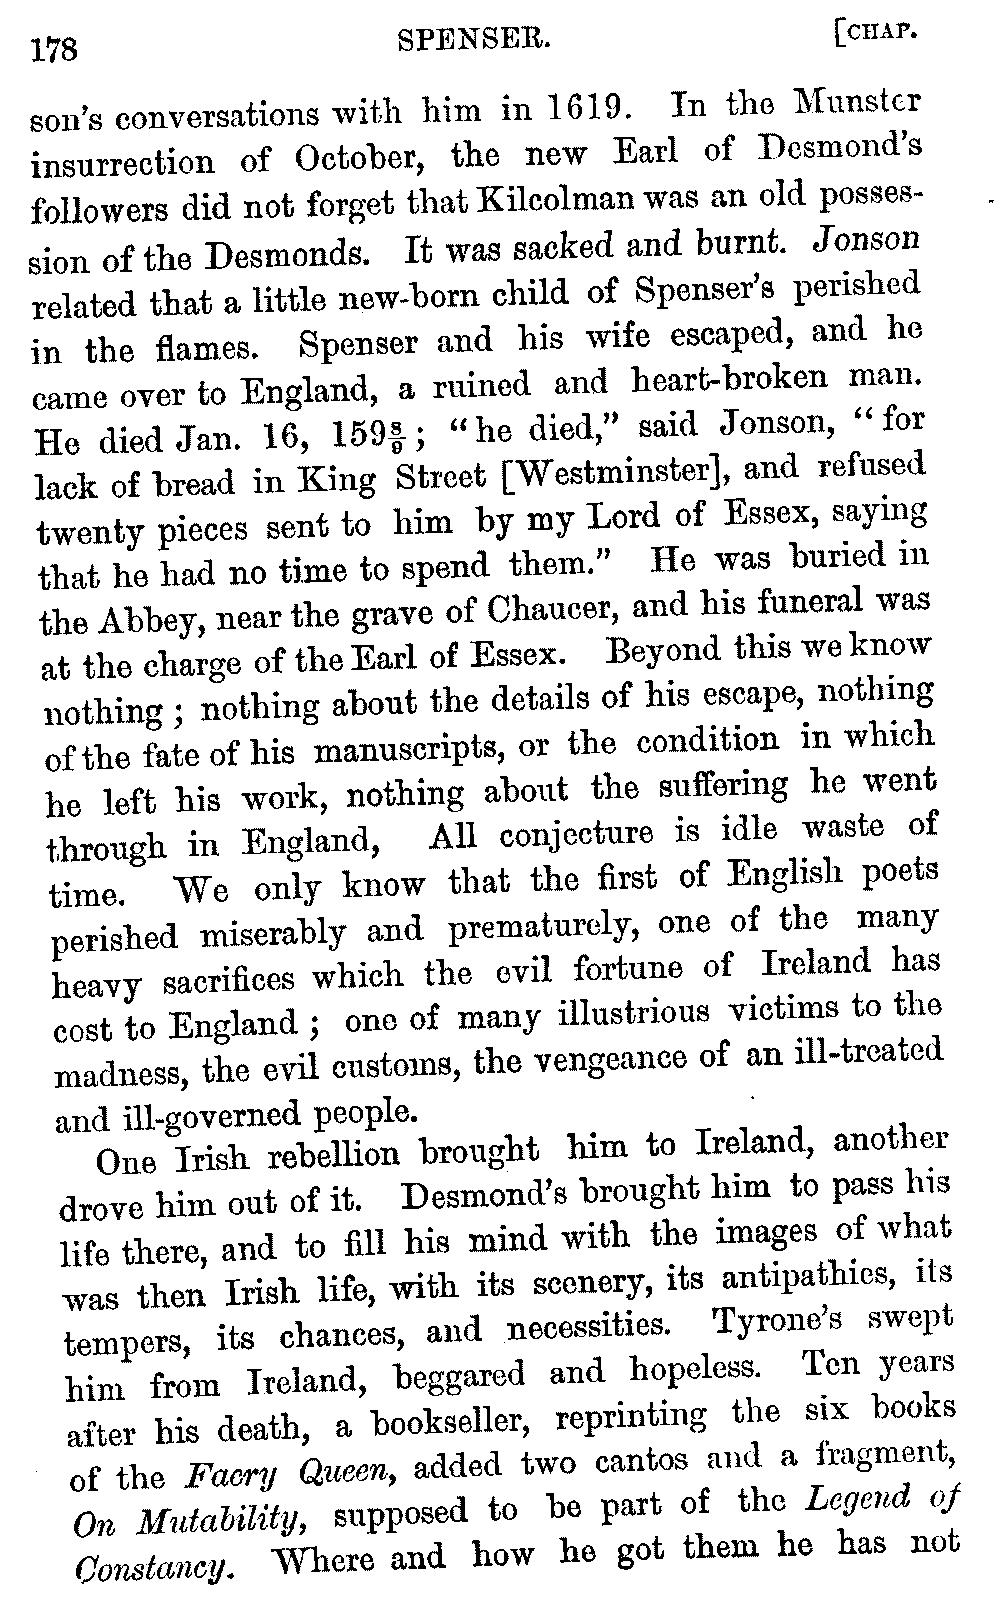 178 SPENSER. [CHAP.
son's conversations with him in 1619. In the Munster
insurrection of October, the new Earl of Desmond's
followers did not forget that Kilcolman was an old posses-
sion of the Desmonds. It was sacked and burnt. Jonson
related that a little new-born child of Spenser's perished
in the flames. Spenser and his wife escaped, and he
came over to England, a ruined and heart-broken man.
He died Jan. 16, 159⁸⁄₉; "he died," said Jonson, "for
lack of bread in King Street [Westminster], and refused
twenty pieces sent to him by my Lord of Essex, saying
that he had no time to spend them." He was buried in
the Abbey, near the grave of Chaucer, and his funeral was
at the charge of the Earl of Essex. Beyond this we know
nothing; nothing about the details of his escape, nothing
of the fate of his manuscripts, or the condition in which
he left his work, nothing about the suffering he went
through in England, All conjecture is idle waste of
time. We only know that the first of English poets
perished miserably and prematurely, one of the many
heavy sacrifices which the evil fortune of Ireland has
cost to England; one of many illustrious victims to the
madness, the evil customs, the vengeance of an ill-treated
and ill-governed people.
One Irish rebellion brought him to Ireland, another
drove him out of it. Desmond's brought him to pass his
life there, and to fill his mind with the images of what
was then Irish life, with its scenery, its antipathies, its
tempers, its chances, and necessities. Tyrone's swept
him from Ireland, beggared and hopeless. Ten years
after his death, a bookseller, reprinting the six books
of the Faery Queen, added two cantos and a fragment,
On Mutability, supposed to be part of the Legend of
Constancy. Where and how he got them he has not